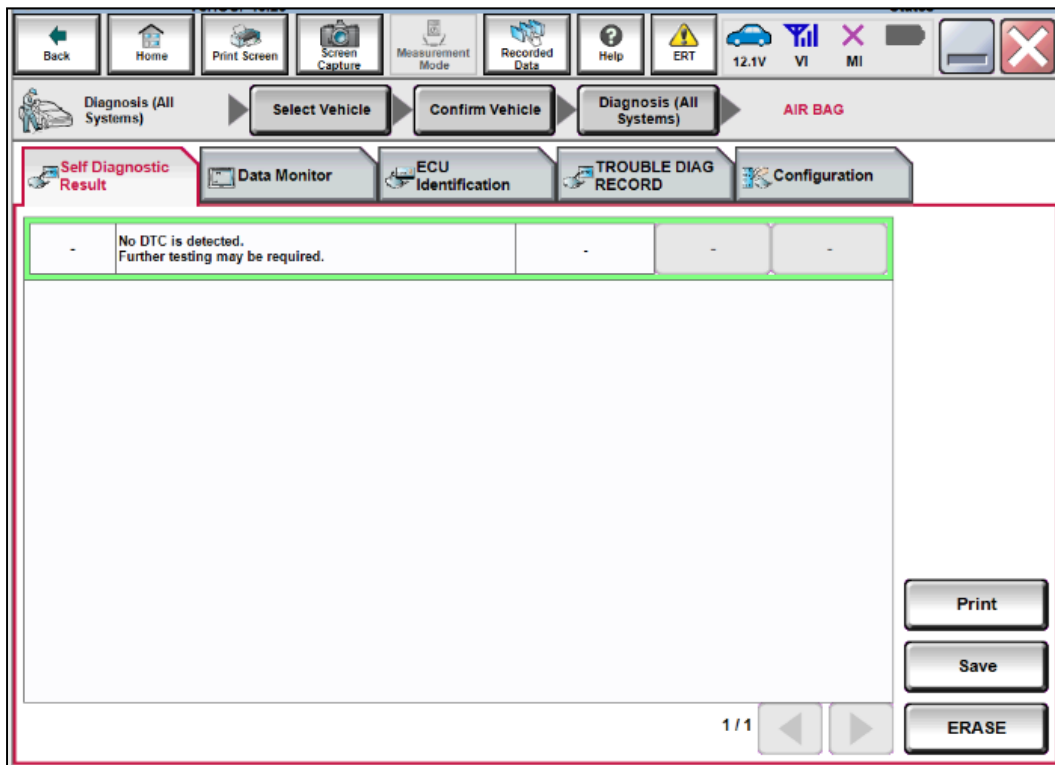 Back
Home
Print Screen
Screen
Capture
Measurement
Mode
Recorded
Data
Help
ERT
12.1V
VI
MI
Diagnosis (All
Systems)
Select Vehicle
Confirm Vehicle
Diagnosis (All
Systems)
AIR BAG
Self Diagnostic
Result
Data Monitor
ECU
Identification
TROUBLE DIAG
RECORD
Configuration
-
No DTC is detected.
Further testing may be required.
-
-
-
Print
Save
1 / 1
ERASE